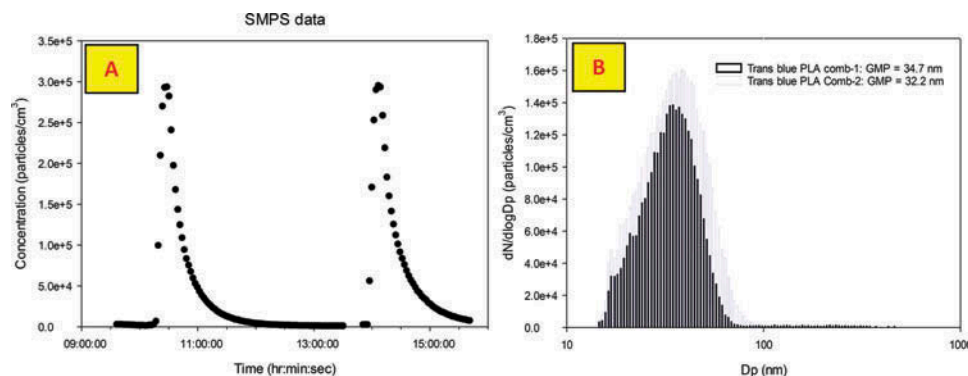 SMPS data
A
Concentration (particles/cm³)
3.5e+5
3.0e+5
2.5e+5
2.0e+5
1.5e+5
1.0e+5
5.0e+4
0.0
09:00:00 11:00:00 13:00:00 15:00:00
Time (hr:min:sec)
B
Trans blue PLA comb-1: GMP = 34.7 nm
Trans blue PLA Comb-2: GMP = 32.2 nm
dN/dlogDp (particles/cm³)
1.8e+5
1.6e+5
1.4e+5
1.2e+5
1.0e+5
8.0e+4
6.0e+4
4.0e+4
2.0e+4
0.0
10 100 1000
Dp (nm)